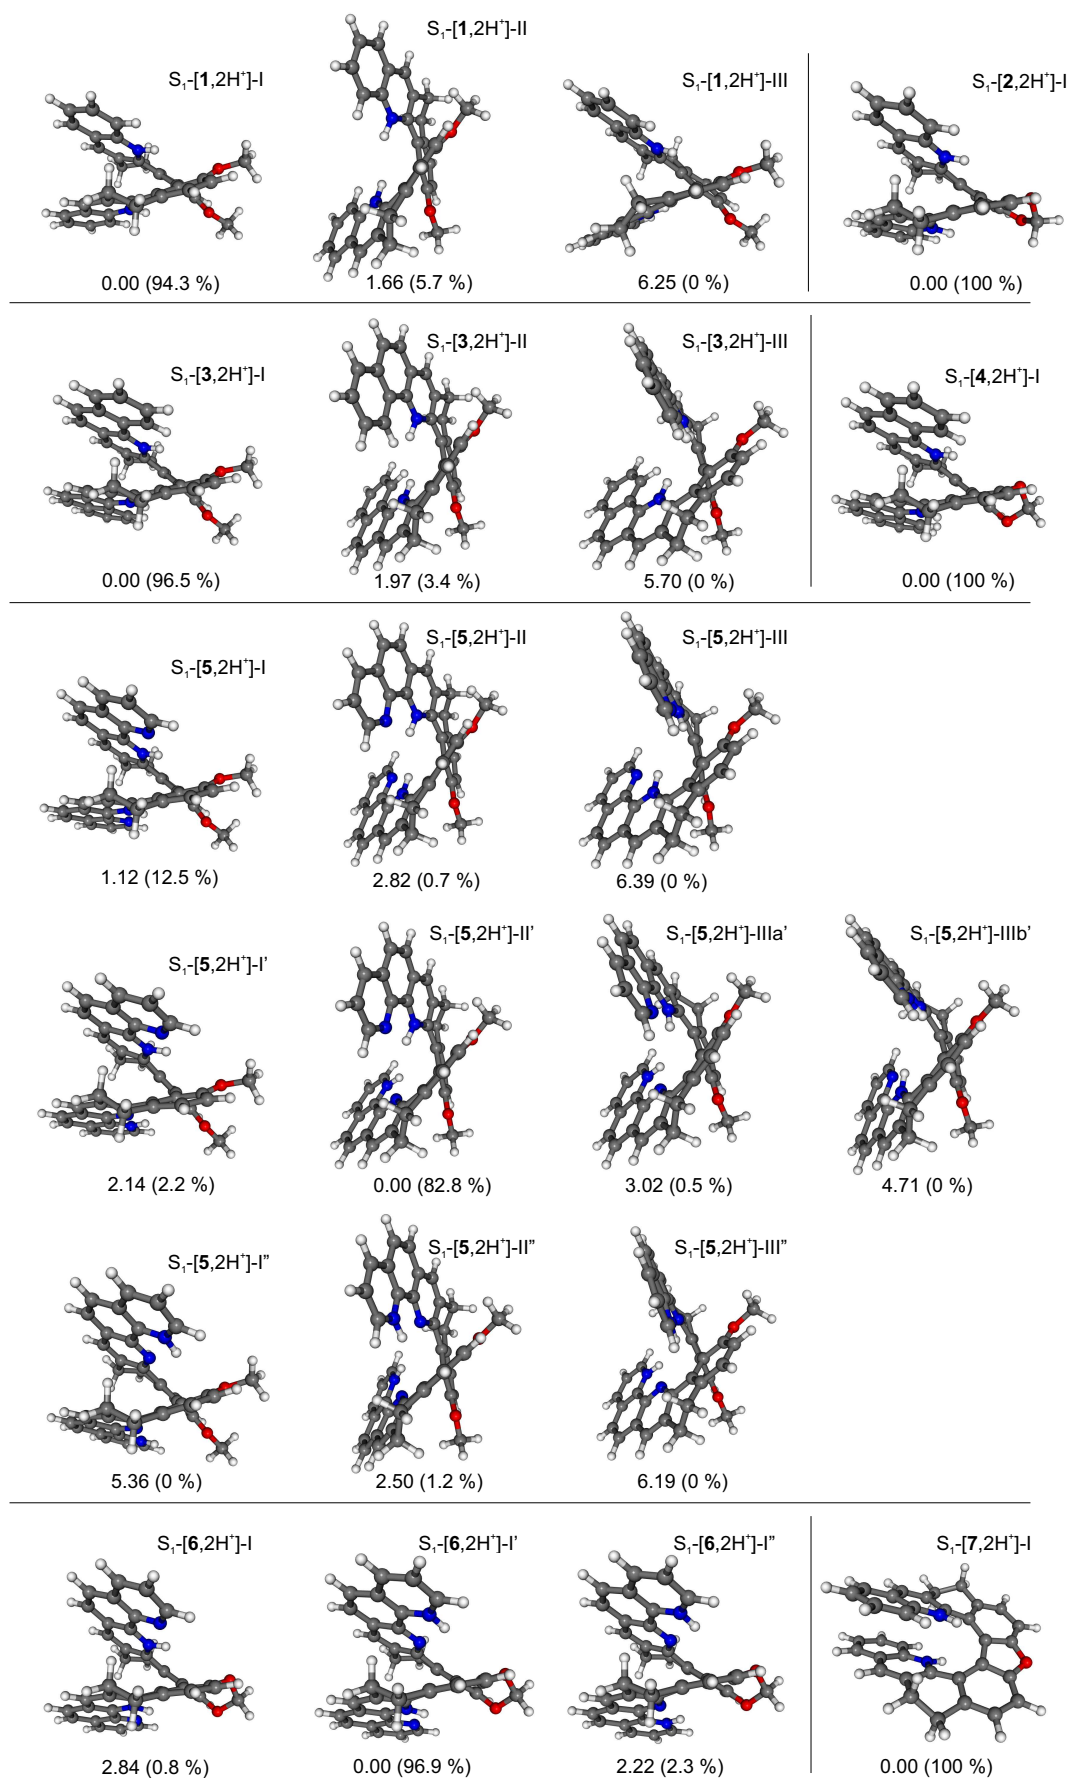 S₁-[1,2H⁺]-I
S₁-[1,2H⁺]-II
S₁-[1,2H⁺]-III
S₁-[2,2H⁺]-I
0.00 (94.3 %)
1.66 (5.7 %)
6.25 (0 %)
0.00 (100 %)
S₁-[3,2H⁺]-I
S₁-[3,2H⁺]-II
S₁-[3,2H⁺]-III
S₁-[4,2H⁺]-I
0.00 (96.5 %)
1.97 (3.4 %)
5.70 (0 %)
0.00 (100 %)
S₁-[5,2H⁺]-I
S₁-[5,2H⁺]-II
S₁-[5,2H⁺]-III
1.12 (12.5 %)
2.82 (0.7 %)
6.39 (0 %)
S₁-[5,2H⁺]-I'
S₁-[5,2H⁺]-II'
S₁-[5,2H⁺]-IIIa'
S₁-[5,2H⁺]-IIIb'
2.14 (2.2 %)
0.00 (82.8 %)
3.02 (0.5 %)
4.71 (0 %)
S₁-[5,2H⁺]-I"
S₁-[5,2H⁺]-II"
S₁-[5,2H⁺]-III"
5.36 (0 %)
2.50 (1.2 %)
6.19 (0 %)
S₁-[6,2H⁺]-I
S₁-[6,2H⁺]-I'
S₁-[6,2H⁺]-I"
S₁-[7,2H⁺]-I
2.84 (0.8 %)
0.00 (96.9 %)
2.22 (2.3 %)
0.00 (100 %)